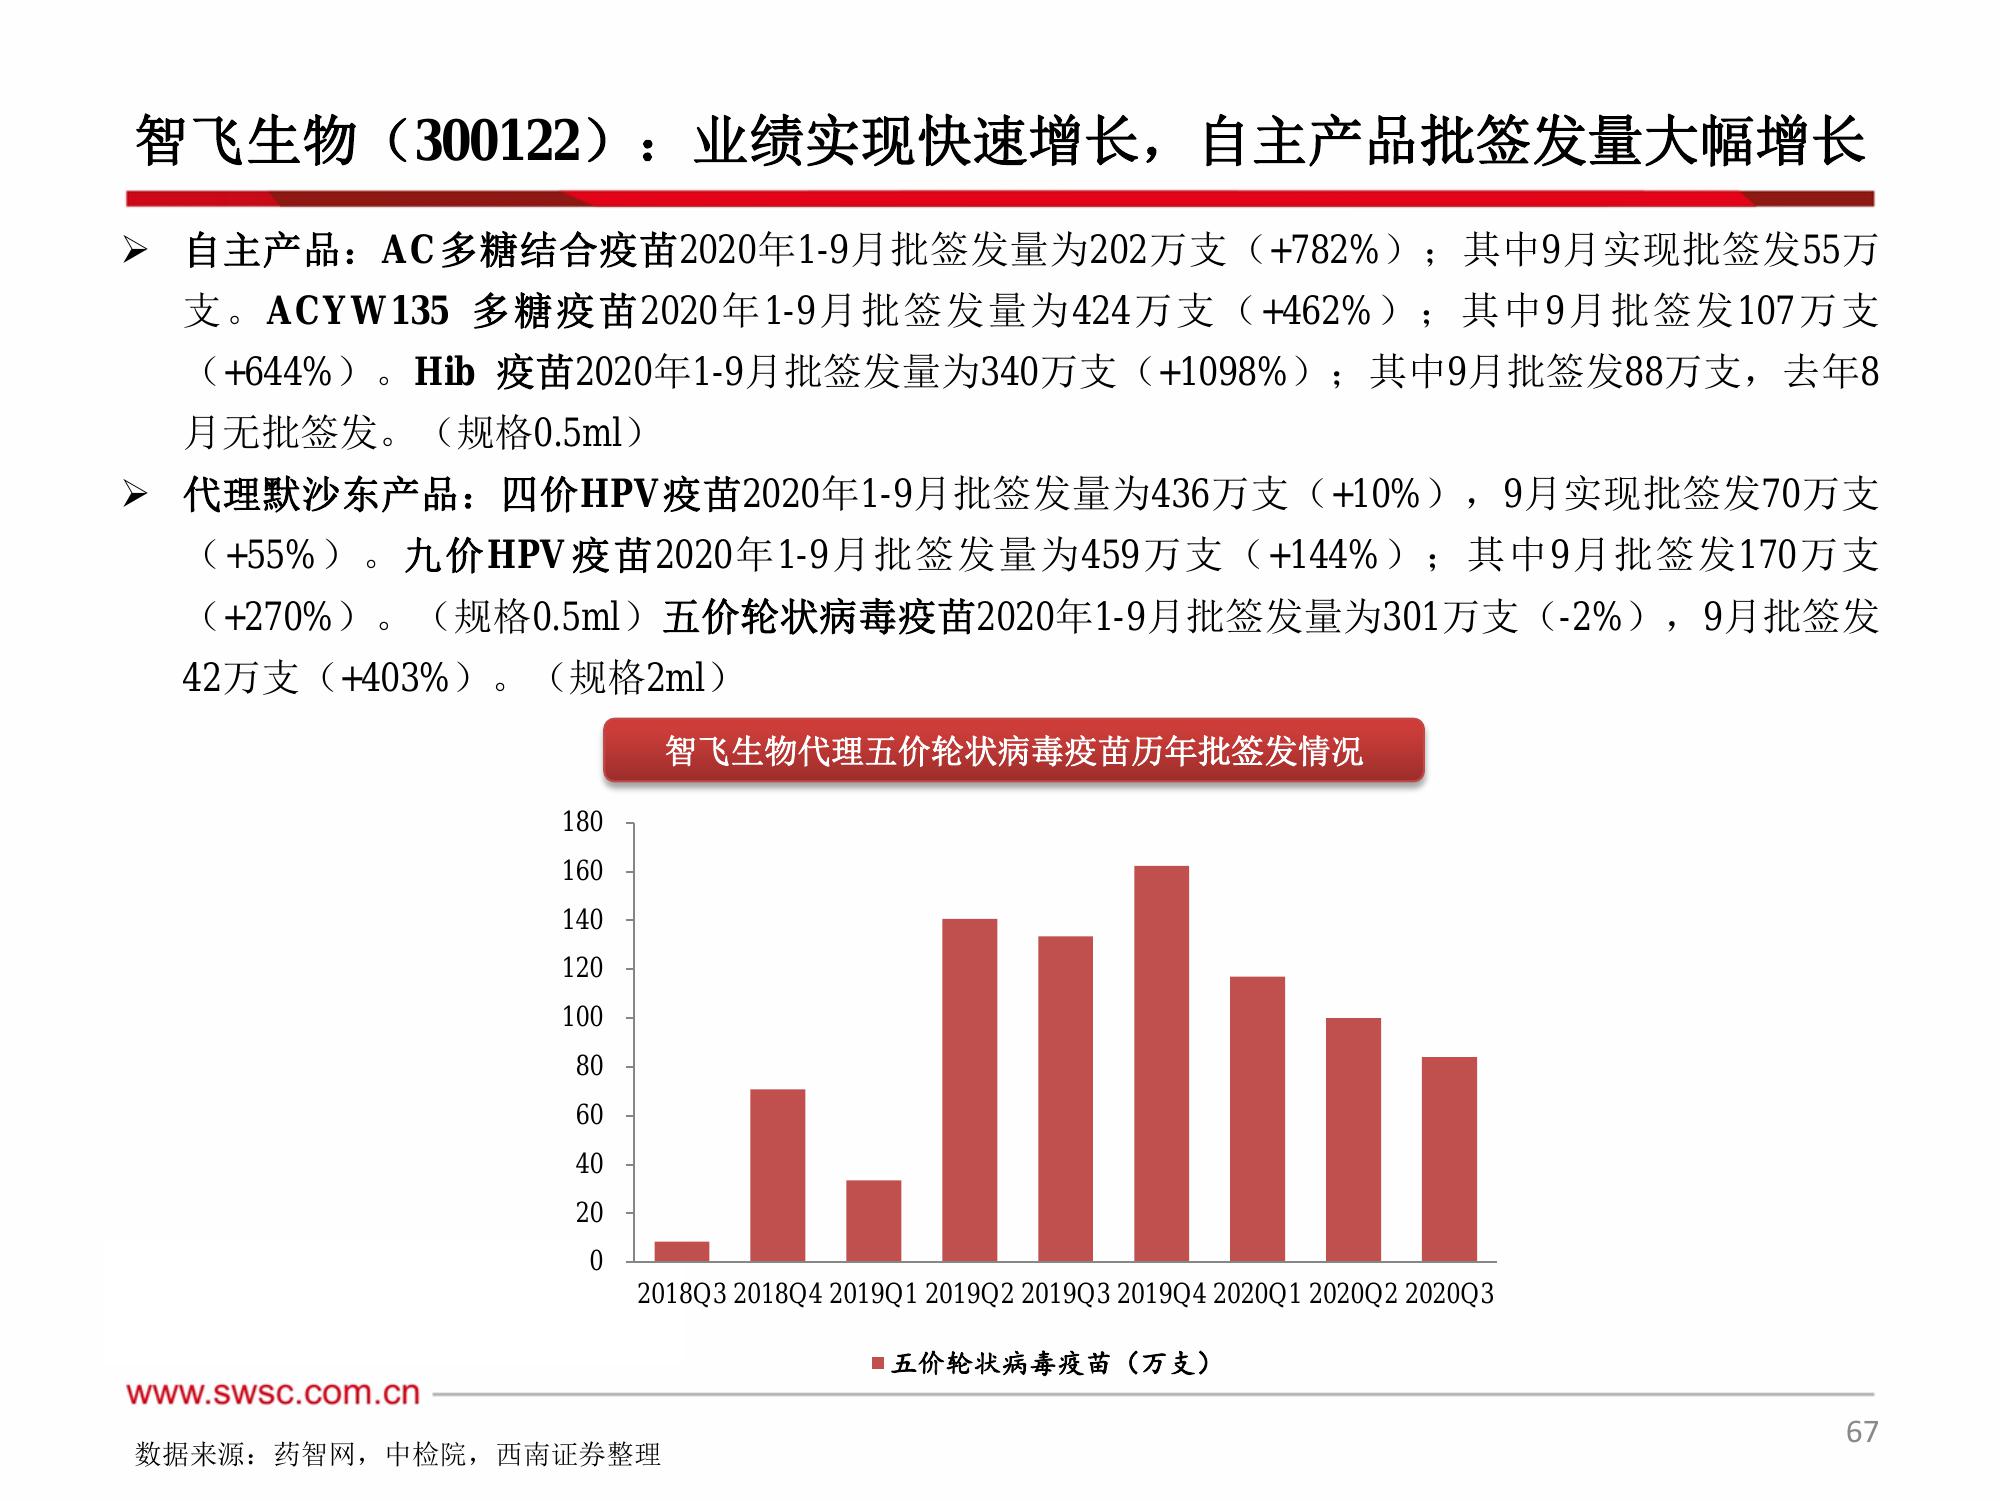 智飞生物（300122）：业绩实现快速增长，自主产品批签发量大幅增长
➢ 自主产品：AC多糖结合疫苗2020年1-9月批签发量为202万支（+782%）；其中9月实现批签发55万
支。ACYW135 多糖疫苗2020年1-9月批签发量为424万支（+462%）；其中9月批签发107万支
（+644%）。Hib 疫苗2020年1-9月批签发量为340万支（+1098%）；其中9月批签发88万支，去年8
月无批签发。（规格0.5ml）
➢ 代理默沙东产品：四价HPV疫苗2020年1-9月批签发量为436万支（+10%），9月实现批签发70万支
（+55%）。九价HPV疫苗2020年1-9月批签发量为459万支（+144%）；其中9月批签发170万支
（+270%）。（规格0.5ml）五价轮状病毒疫苗2020年1-9月批签发量为301万支（-2%），9月批签发
42万支（+403%）。（规格2ml）
智飞生物代理五价轮状病毒疫苗历年批签发情况
180
160
140
120
100
80
60
40
20
0
2018Q3 2018Q4 2019Q1 2019Q2 2019Q3 2019Q4 2020Q1 2020Q2 2020Q3
五价轮状病毒疫苗（万支）
www.swsc.com.cn
67
数据来源：药智网，中检院，西南证券整理